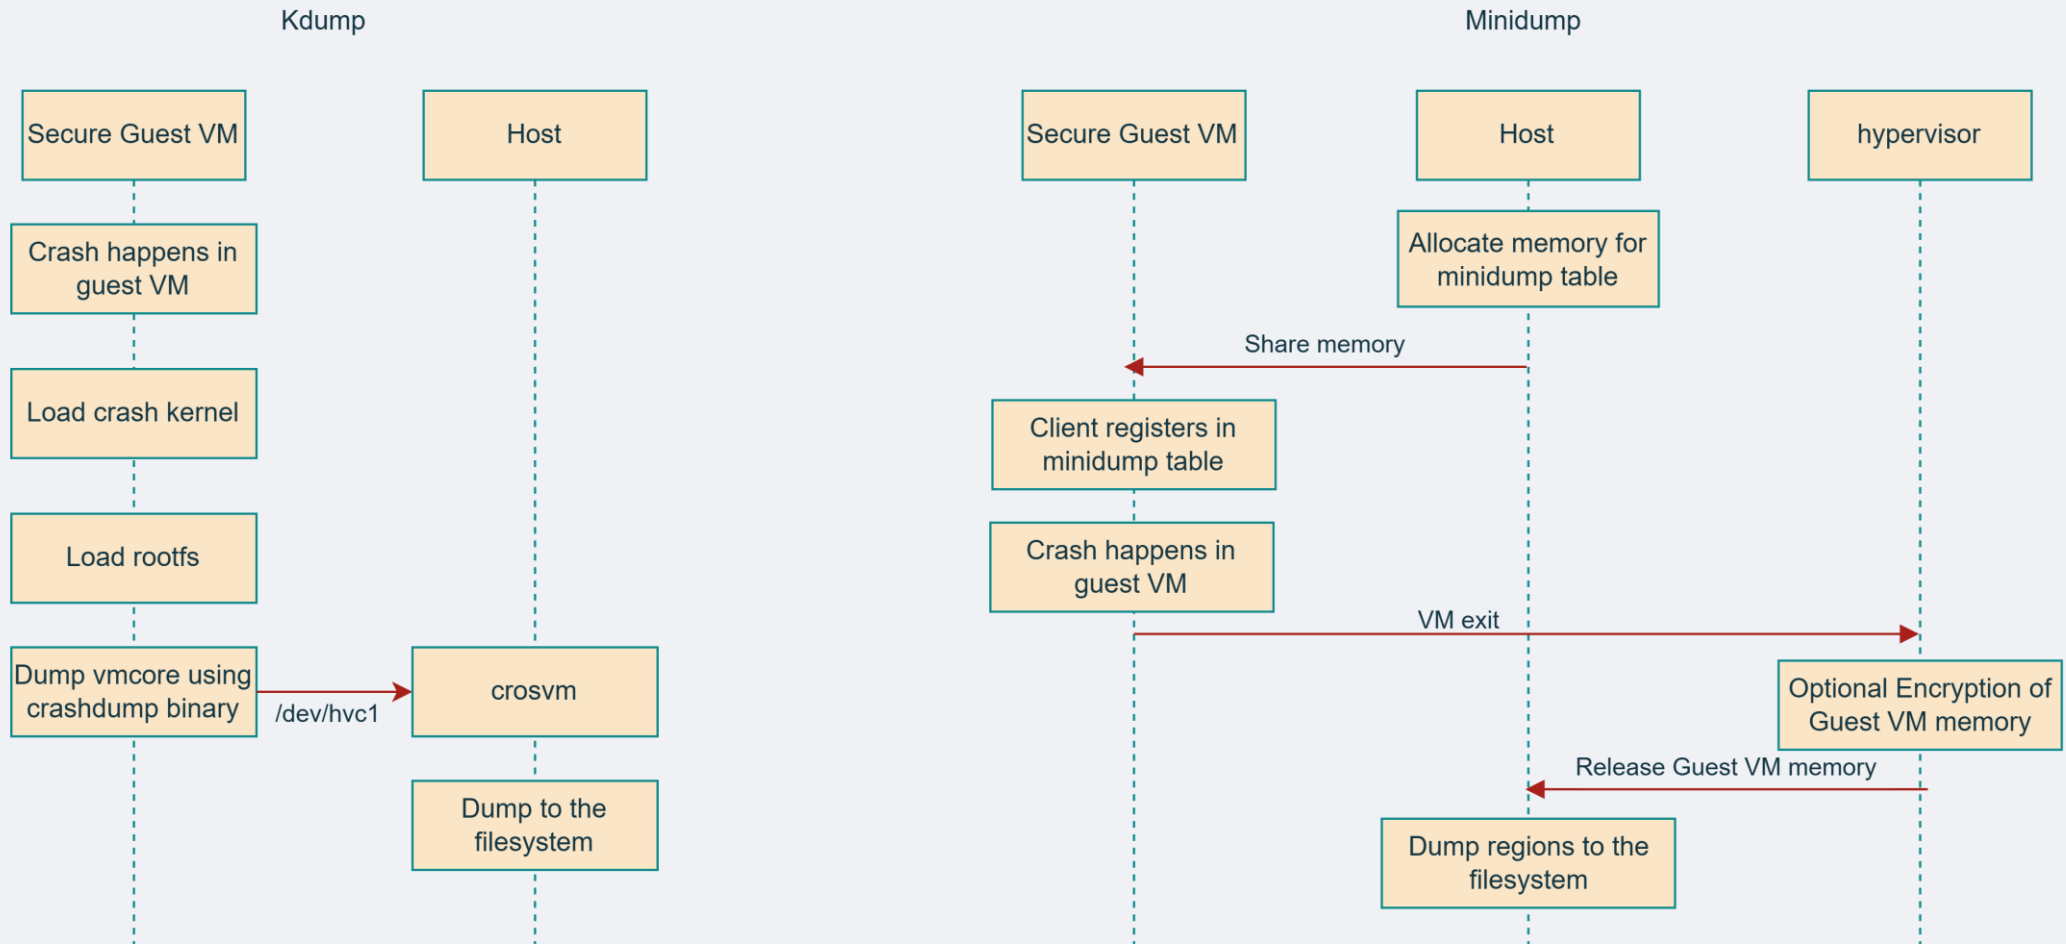 Kdump
Secure Guest VM
Host
Crash happens in
guest VM
Load crash kernel
Load rootfs
Dump vmcore using
crashdump binary
/dev/hvc1
crosvm
Dump to the
filesystem
Minidump
Secure Guest VM
Host
hypervisor
Allocate memory for
minidump table
Share memory
Client registers in
minidump table
Crash happens in
guest VM
VM exit
Optional Encryption of
Guest VM memory
Release Guest VM memory
Dump regions to the
filesystem